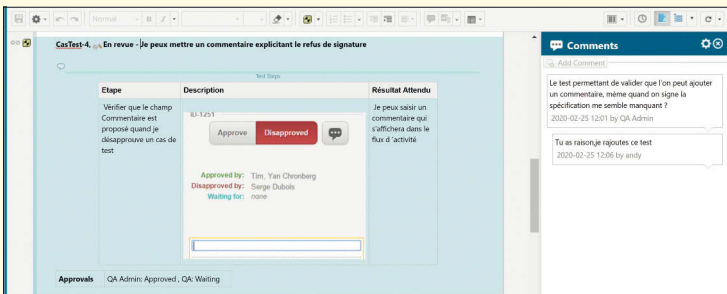 Normal
B
I
Comments
CasTest-4, En revue - Je peux mettre un commentaire explicitant le refus de signature
Add Comment
Test Steps
Etape
Description
Résultat Attendu
Vérifier que le champ
Commentaire est
proposé quand je
désapprouve un cas de
test
ID-1251
Approve
Disapproved
Approved by: Tim, Yan Chronberg
Disapproved by: Serge Dubois
Waiting for: none
Je peux saisir un
commentaire qui
s'affichera dans le
flux d 'activité
Approvals
QA Admin: Approved , QA: Waiting
Le test permettant de valider que l'on peut ajouter
un commentaire, même quand on signe la
spécification me semble manquant ?
2020-02-25 12:01 by QA Admin
Tu as raison,je rajoutes ce test
2020-02-25 12:06 by andy